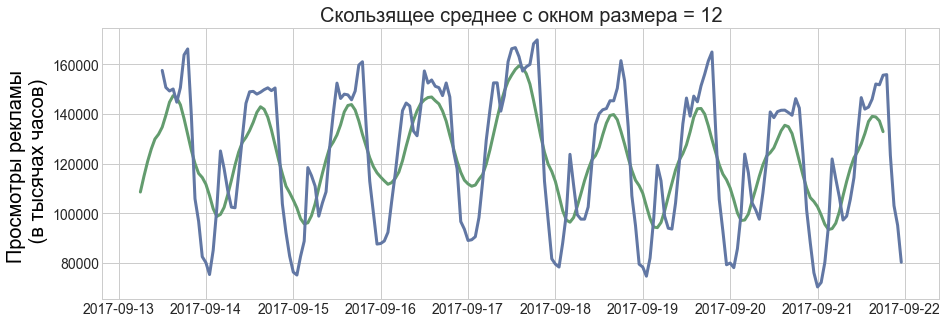 Скользящее среднее с окном размера = 12
Просмотры рекламы
(в тысячах часов)
160000
140000
120000
100000
80000
2017-09-13 2017-09-14 2017-09-15 2017-09-16 2017-09-17 2017-09-18 2017-09-19 2017-09-20 2017-09-21 2017-09-22